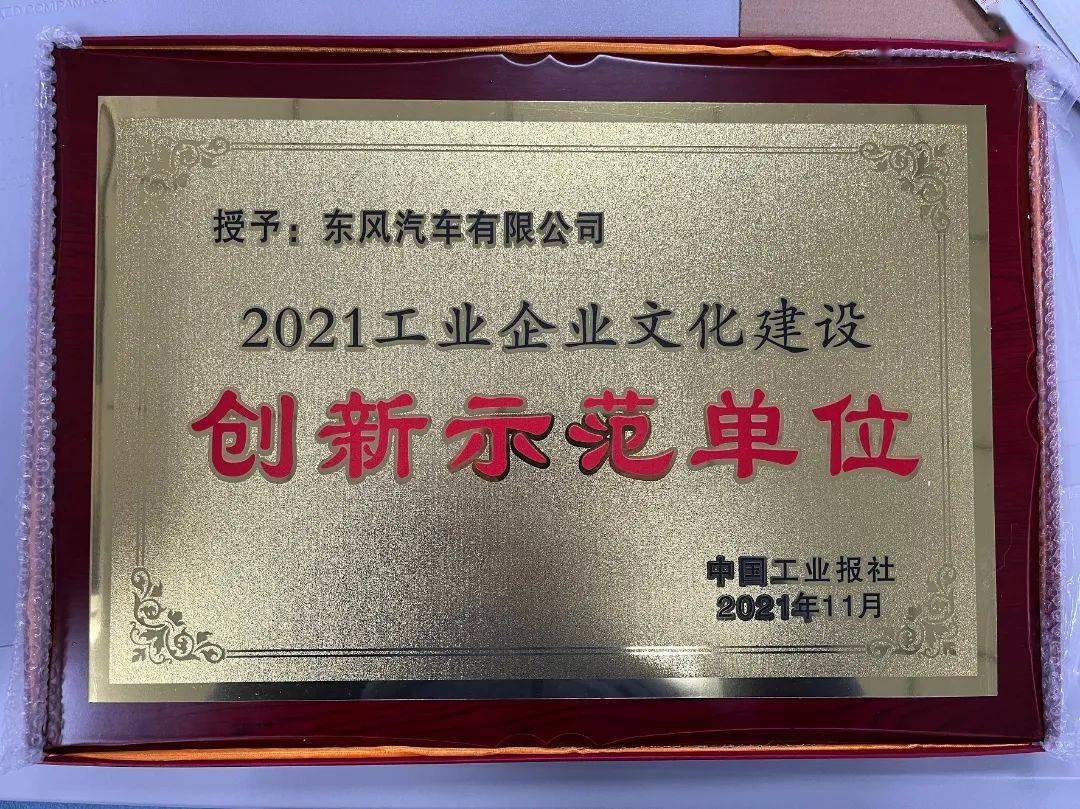 授予：东风汽车有限公司
2021工业企业文化建设
创新示范单位
中国工业报社
2021年11月